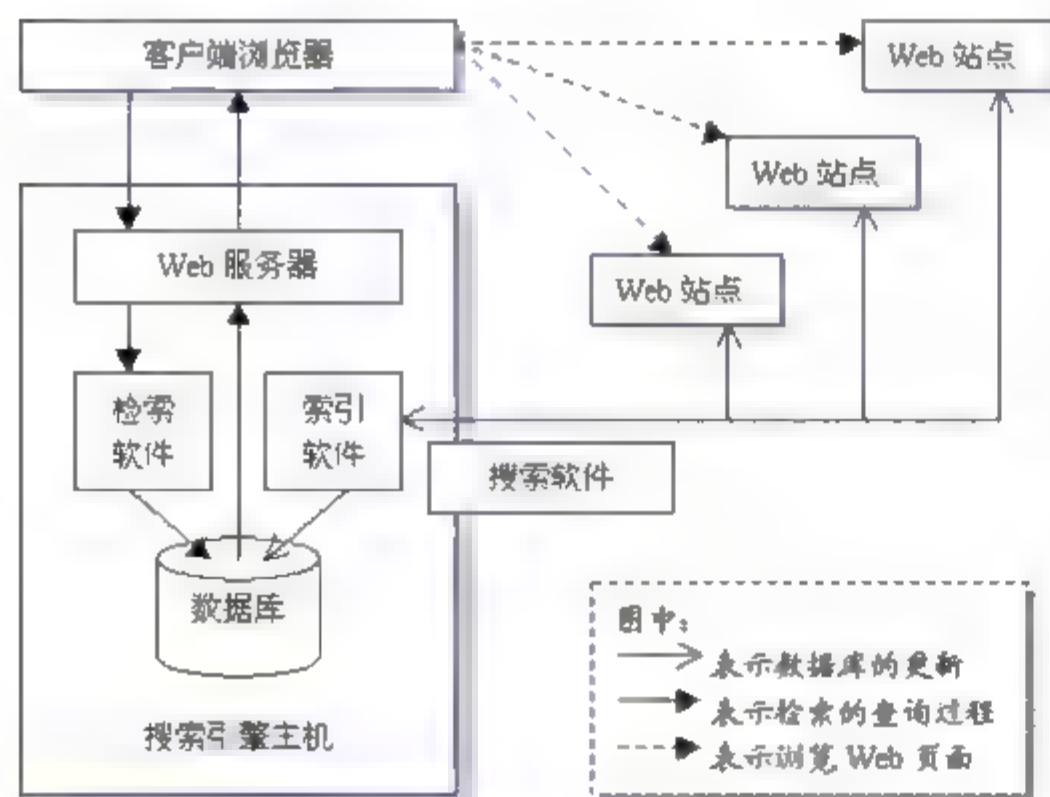 客户端浏览器
Web 站点
Web 站点
Web 服务器
Web 站点
检索
软件
索引
软件
搜索软件
数据库
搜索引擎主机
图中:
表示数据库的更新
表示检索的查询过程
表示浏览 Web 页面